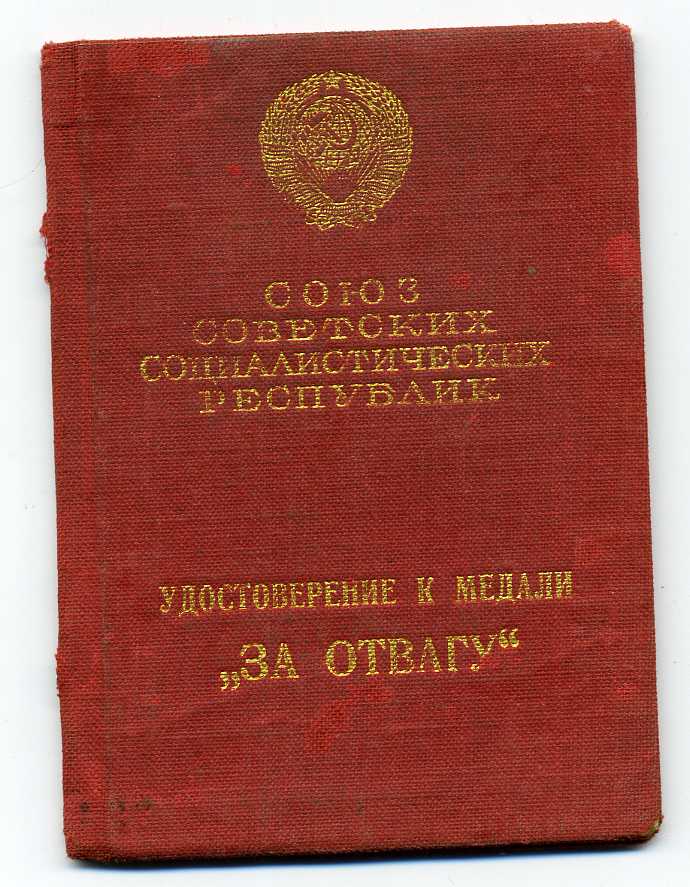 СОЮЗ
СОВЕТСКИХ
СОЦИАЛИСТИЧЕСКИХ
РЕСПУБЛИК
УДОСТОВЕРЕНИЕ К МЕДАЛИ
„ЗА ОТВАГУ“